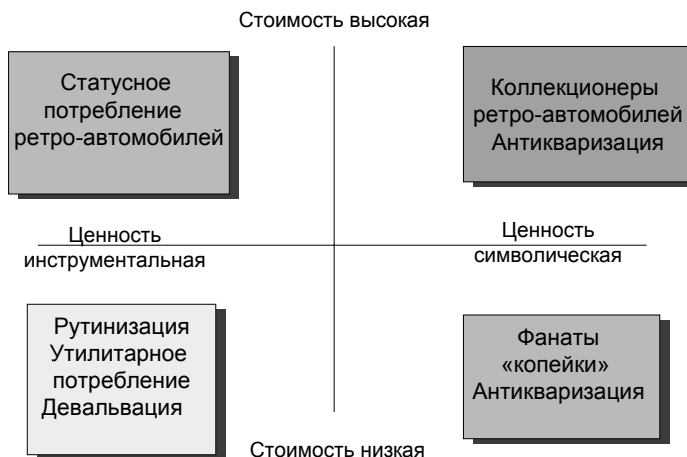 Стоимость высокая
Статусное
потребление
ретро-автомобилей
Коллекционеры
ретро-автомобилей
Антикваризация
Ценность
инструментальная
Ценность
символическая
Рутинизация
Утилитарное
потребление
Девальвация
Фанаты
«копейки»
Антикваризация
Стоимость низкая